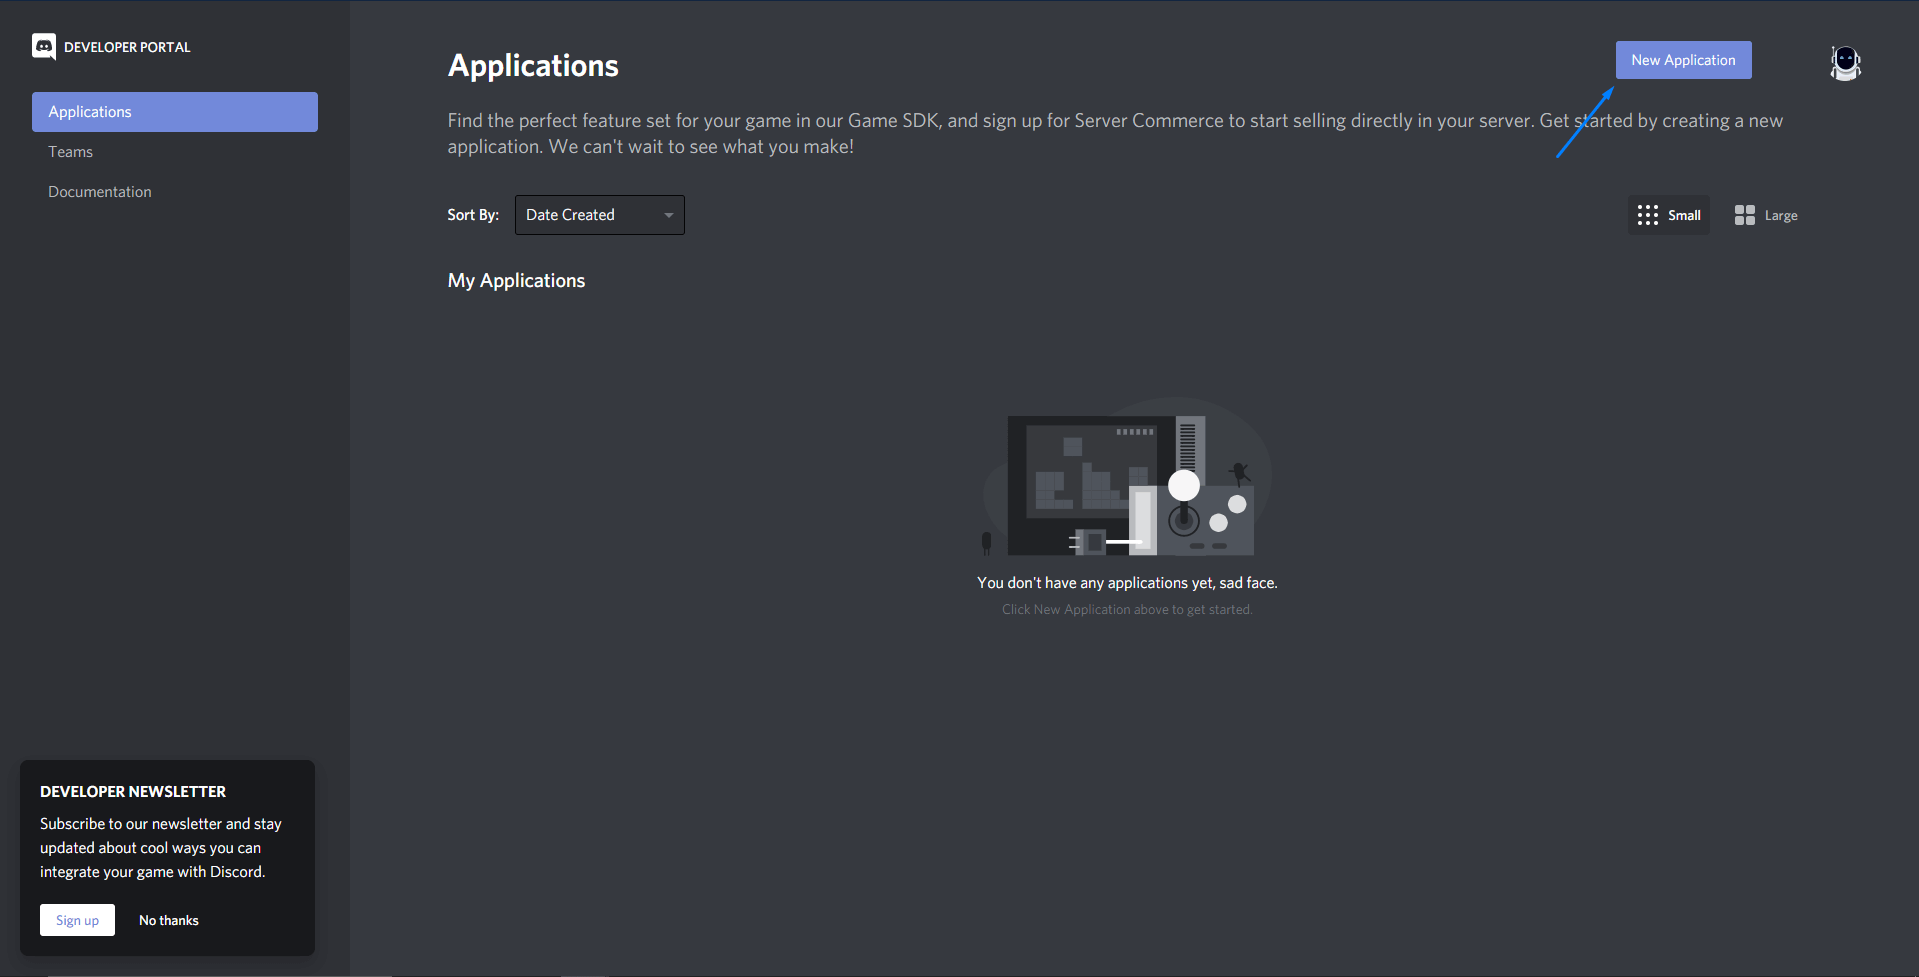 DEVELOPER PORTAL
Applications
Teams
Documentation
Applications
New Application
Find the perfect feature set for your game in our Game SDK, and sign up for Server Commerce to start selling directly in your server. Get started by creating a new
application. We can't wait to see what you make!
Sort By: Date Created
Small Large
My Applications
You don't have any applications yet, sad face.
Click New Application above to get started.
DEVELOPER NEWSLETTER
Subscribe to our newsletter and stay
updated about cool ways you can
integrate your game with Discord.
Sign up No thanks